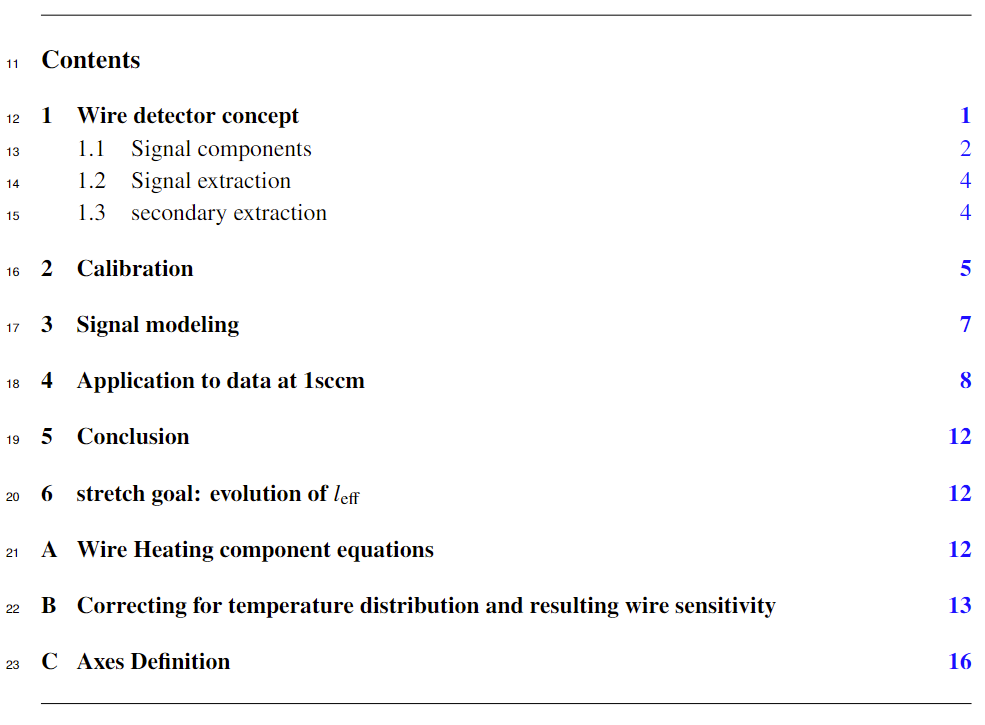 11 Contents
12 1 Wire detector concept 1
13 1.1 Signal components 2
14 1.2 Signal extraction 4
15 1.3 secondary extraction 4
16 2 Calibration 5
17 3 Signal modeling 7
18 4 Application to data at 1sccm 8
19 5 Conclusion 12
20 6 stretch goal: evolution of l_eff 12
21 A Wire Heating component equations 12
22 B Correcting for temperature distribution and resulting wire sensitivity 13
23 C Axes Definition 16